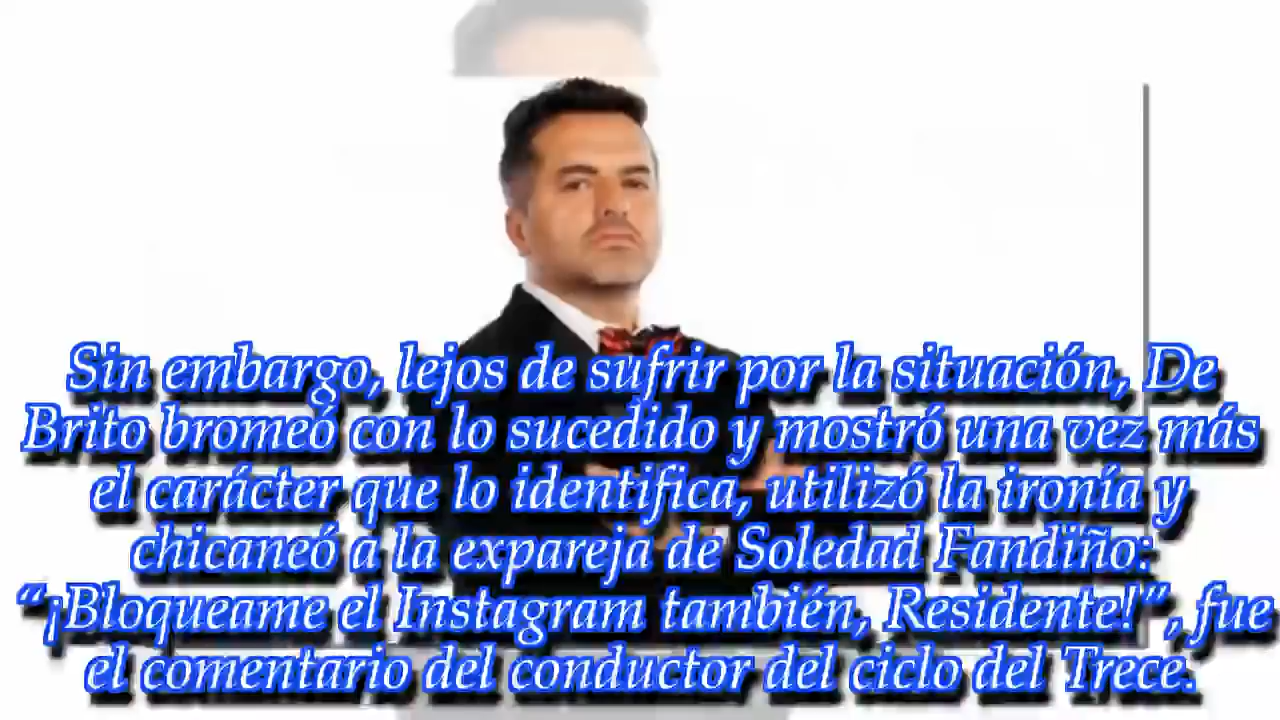 Sin embargo, lejos de sufrir por la situación, De
Brito bromeó con lo sucedido y mostró una vez más
el carácter que lo identifica, utilizó la ironía y
chicaneó a la expareja de Soledad Fandiño:
“¡Bloqueame el Instagram también, Residente!”, fue
el comentario del conductor del ciclo del Trece.